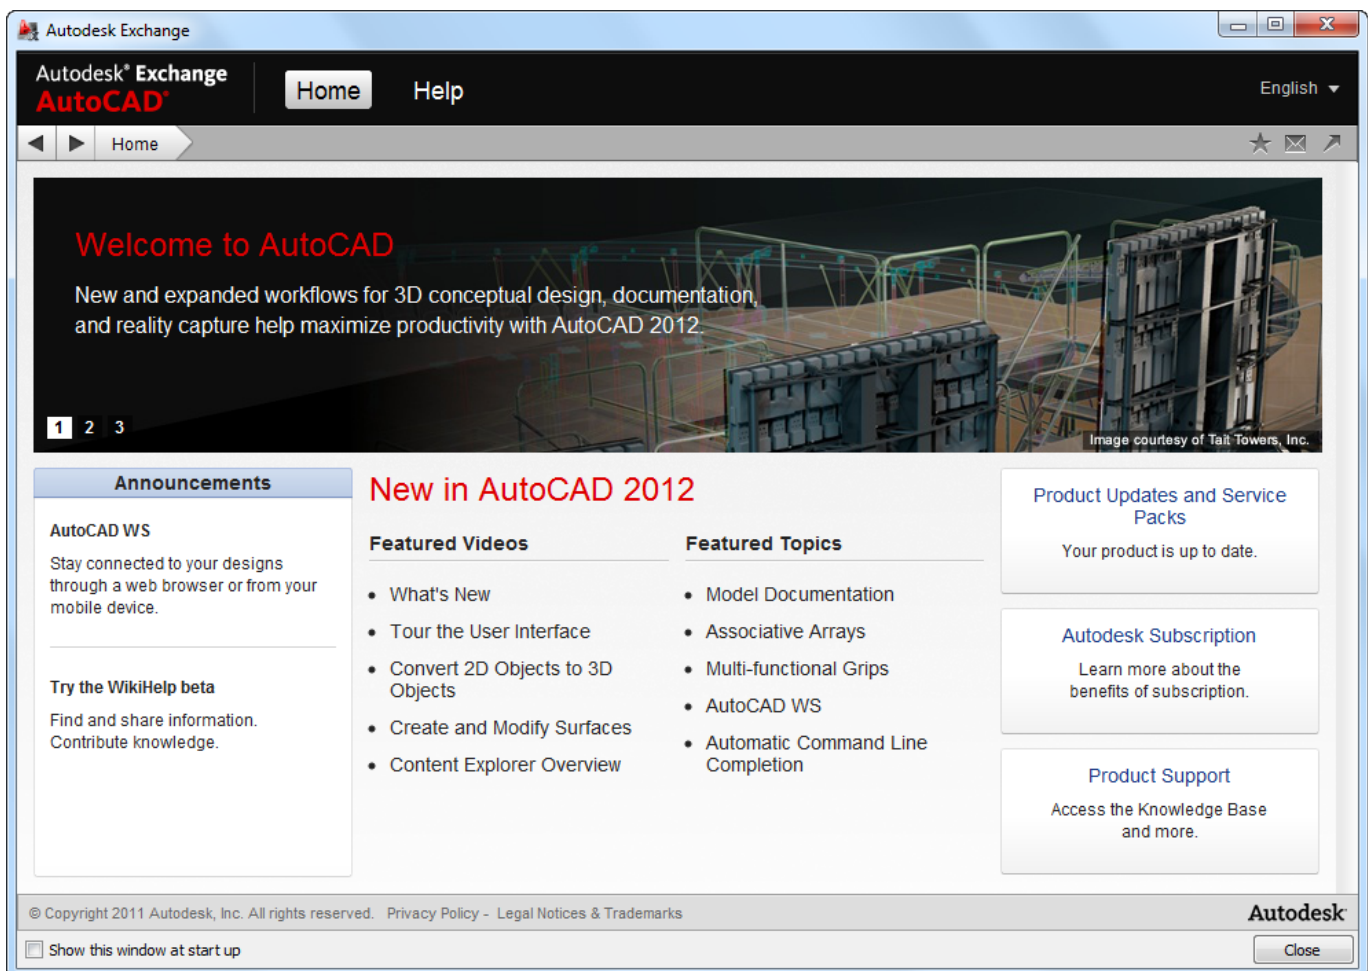 Autodesk Exchange
Autodesk® Exchange
AutoCAD®
Home
Help
English
Home
Welcome to AutoCAD
New and expanded workflows for 3D conceptual design, documentation,
and reality capture help maximize productivity with AutoCAD 2012.
1 2 3
Image courtesy of Tait Towers, Inc.
Announcements
AutoCAD WS
Stay connected to your designs
through a web browser or from your
mobile device.
Try the WikiHelp beta
Find and share information.
Contribute knowledge.
New in AutoCAD 2012
Featured Videos
What's New
Tour the User Interface
Convert 2D Objects to 3D
Objects
Create and Modify Surfaces
Content Explorer Overview
Featured Topics
Model Documentation
Associative Arrays
Multi-functional Grips
AutoCAD WS
Automatic Command Line
Completion
Product Updates and Service
Packs
Your product is up to date.
Autodesk Subscription
Learn more about the
benefits of subscription.
Product Support
Access the Knowledge Base
and more.
© Copyright 2011 Autodesk, Inc. All rights reserved. Privacy Policy - Legal Notices & Trademarks
Autodesk
Show this window at start up
Close